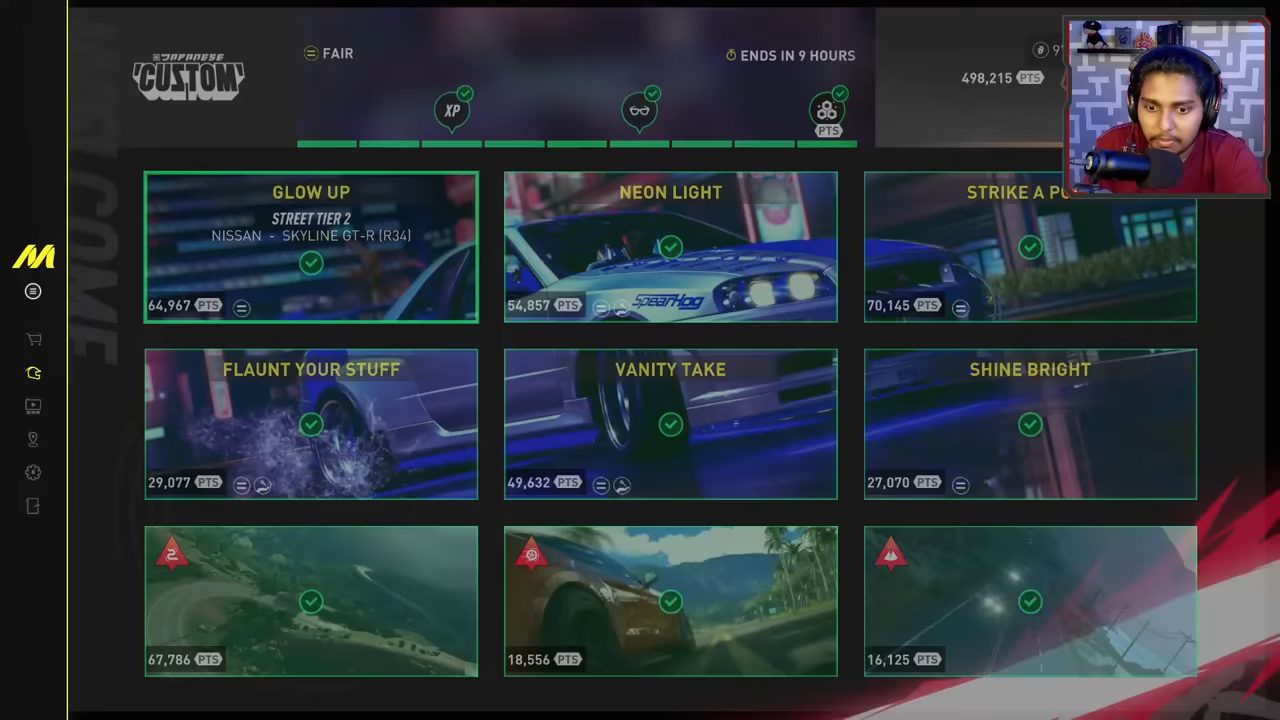 JAPANESE
CUSTOM
FAIR
ENDS IN 9 HOURS
498,215 PTS
XP
PTS
WELCOME
GLOW UP
STREET TIER 2
NISSAN - SKYLINE GT-R [R34]
64,967 PTS
NEON LIGHT
SpearHog
54,857 PTS
STRIKE A
70,145 PTS
FLAUNT YOUR STUFF
29,077 PTS
VANITY TAKE
49,632 PTS
SHINE BRIGHT
27,070 PTS
67,786 PTS
18,556 PTS
16,125 PTS